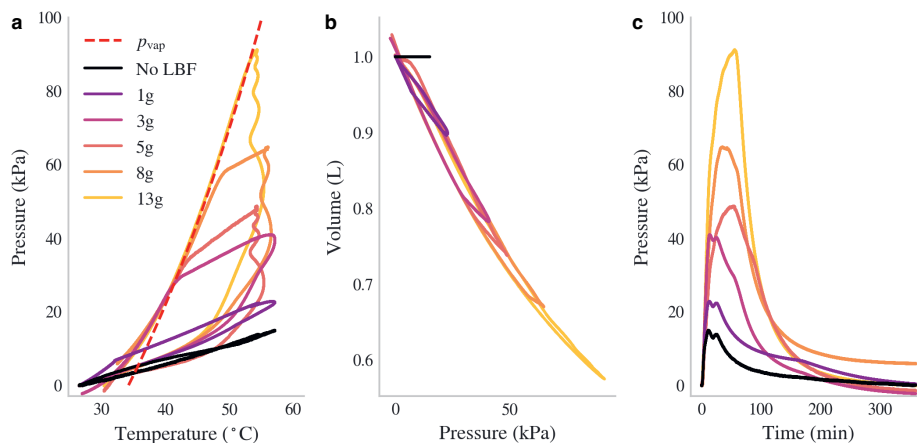 a
100
80
60
40
20
0
Pressure (kPa)
p_vap
No LBF
1g
3g
5g
8g
13g
30
40
50
60
Temperature (°C)
b
1.0
0.9
0.8
0.7
0.6
Volume (L)
0
50
Pressure (kPa)
c
100
80
60
40
20
0
Pressure (kPa)
0
100
200
300
Time (min)